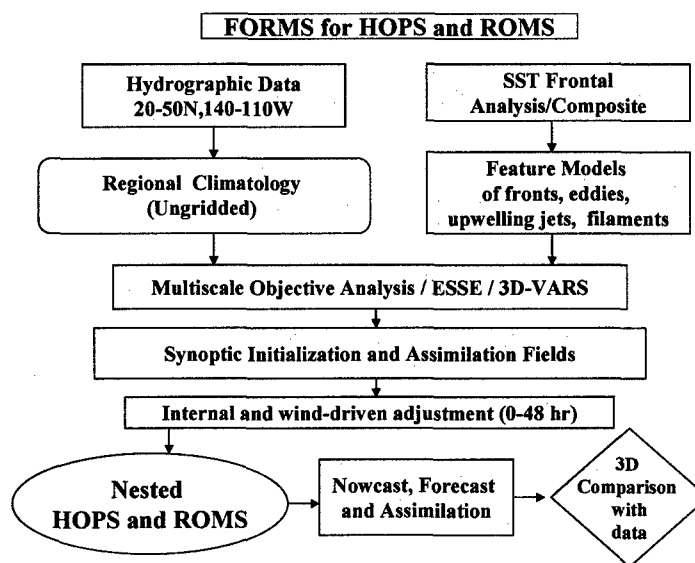 FORMS for HOPS and ROMS
Hydrographic Data
20-50N,140-110W
SST Frontal
Analysis/Composite
Regional Climatology
(Ungridded)
Feature Models
of fronts, eddies,
upwelling jets, filaments
Multiscale Objective Analysis / ESSE / 3D-VARS
Synoptic Initialization and Assimilation Fields
Internal and wind-driven adjustment (0-48 hr)
Nested
HOPS and ROMS
Nowcast, Forecast
and Assimilation
3D
Comparison
with
data